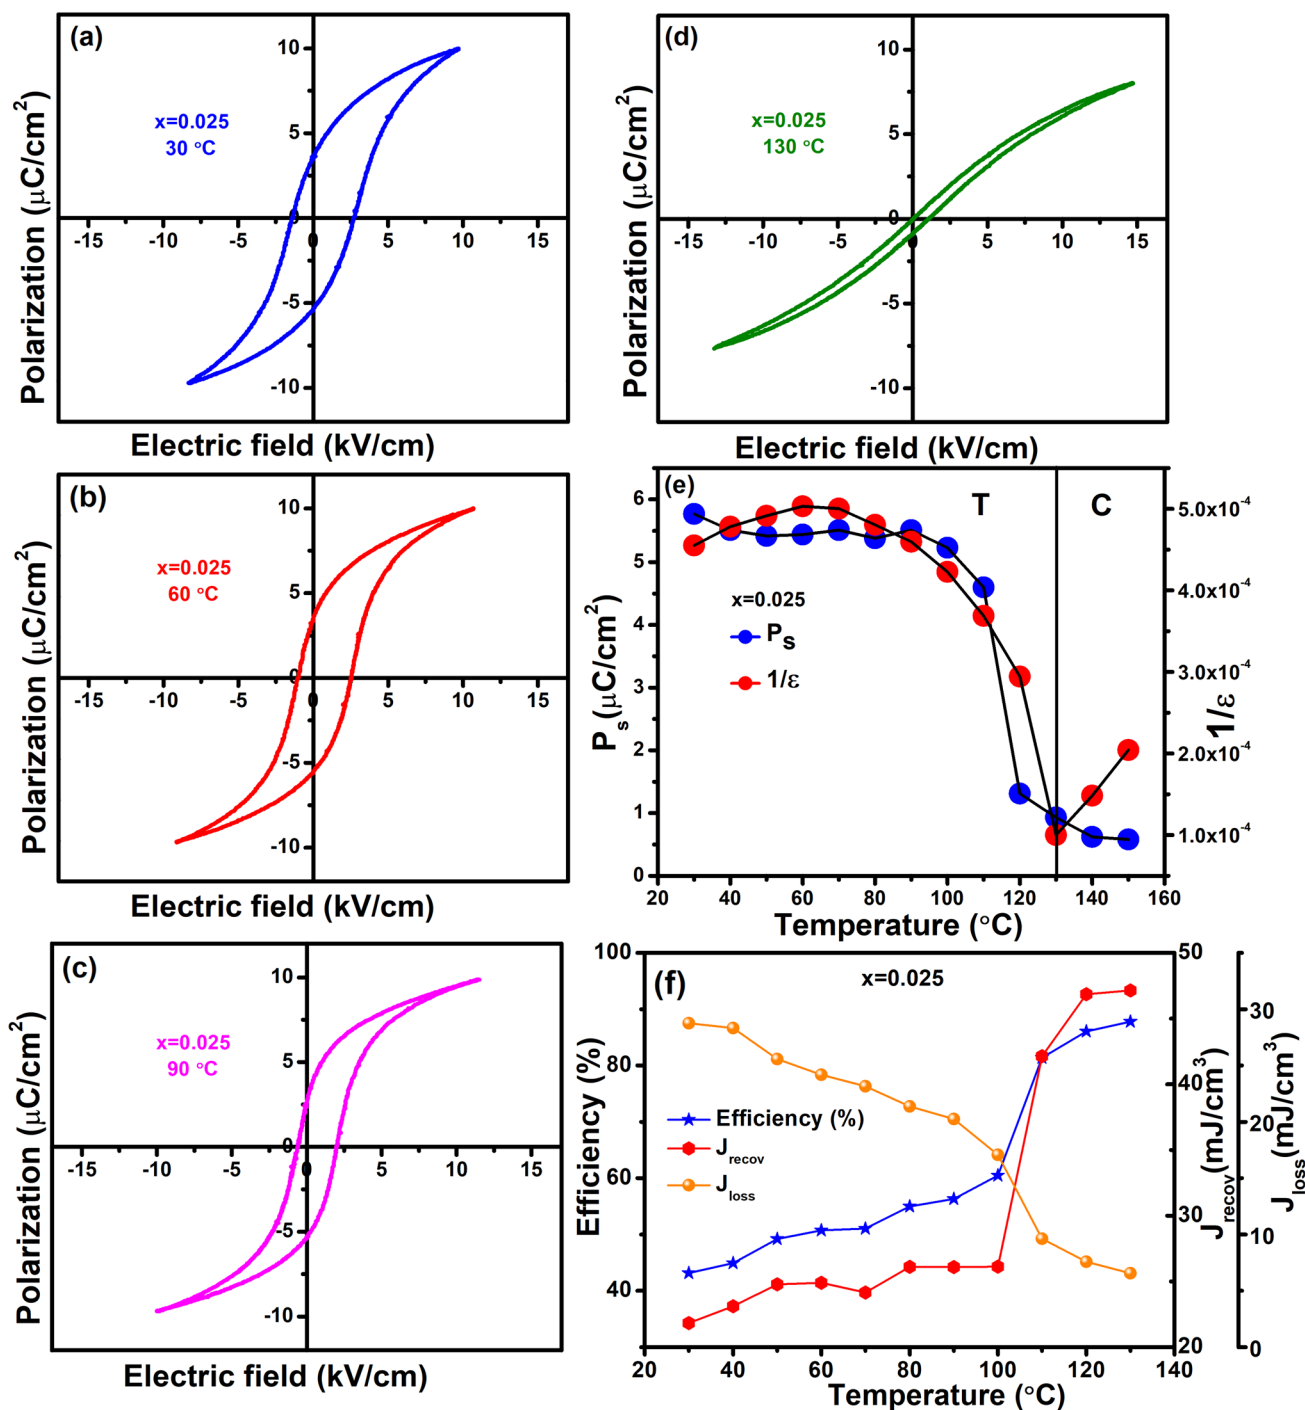 (a)
x=0.025
30 °C
10
5
0
-5
-10
-15
-10
-5
0
5
10
15
Polarization (μC/cm²)
Electric field (kV/cm)
(b)
x=0.025
60 °C
10
5
0
-5
-10
-15
-10
-5
0
5
10
15
Polarization (μC/cm²)
Electric field (kV/cm)
(c)
x=0.025
90 °C
10
5
0
-5
-10
-15
-10
-5
0
5
10
15
Polarization (μC/cm²)
Electric field (kV/cm)
(d)
x=0.025
130 °C
10
5
0
-5
-10
-15
-10
-5
0
5
10
15
Polarization (μC/cm²)
Electric field (kV/cm)
(e)
T
C
x=0.025
Pₛ
1/ε
6
5
4
3
2
1
0
Pₛ (μC/cm²)
5.0x10⁻⁴
4.0x10⁻⁴
3.0x10⁻⁴
2.0x10⁻⁴
1.0x10⁻⁴
1/ε
20 40 60 80 100 120 140 160
Temperature (°C)
(f)
x=0.025
Efficiency (%)
J_recov
J_loss
100
80
60
40
Efficiency (%)
50
40
30
20
J_recov (mJ/cm³)
30
20
10
0
J_loss (mJ/cm³)
20 40 60 80 100 120 140
Temperature (°C)